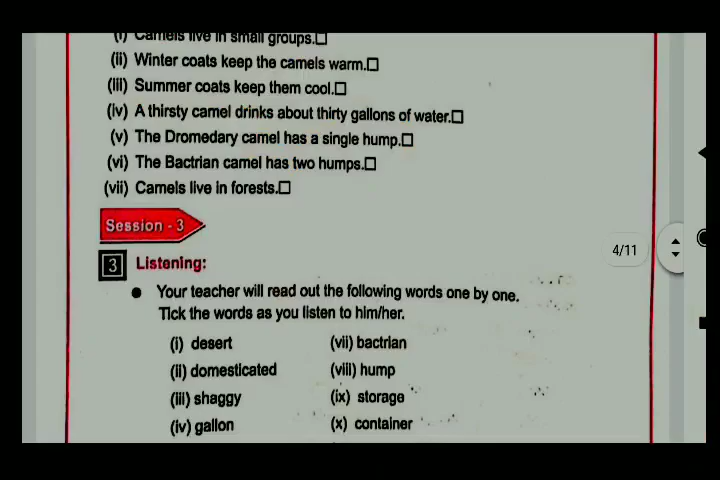 (i) Camels live in small groups.☐
(ii) Winter coats keep the camels warm.☐
(iii) Summer coats keep them cool.☐
(iv) A thirsty camel drinks about thirty gallons of water.☐
(v) The Dromedary camel has a single hump.☐
(vi) The Bactrian camel has two humps.☐
(vii) Camels live in forests.☐
Session - 3
4/11
3 Listening:
● Your teacher will read out the following words one by one.
Tick the words as you listen to him/her.
(i) desert (vii) bactrian
(ii) domesticated (viii) hump
(iii) shaggy (ix) storage
(iv) gallon (x) container